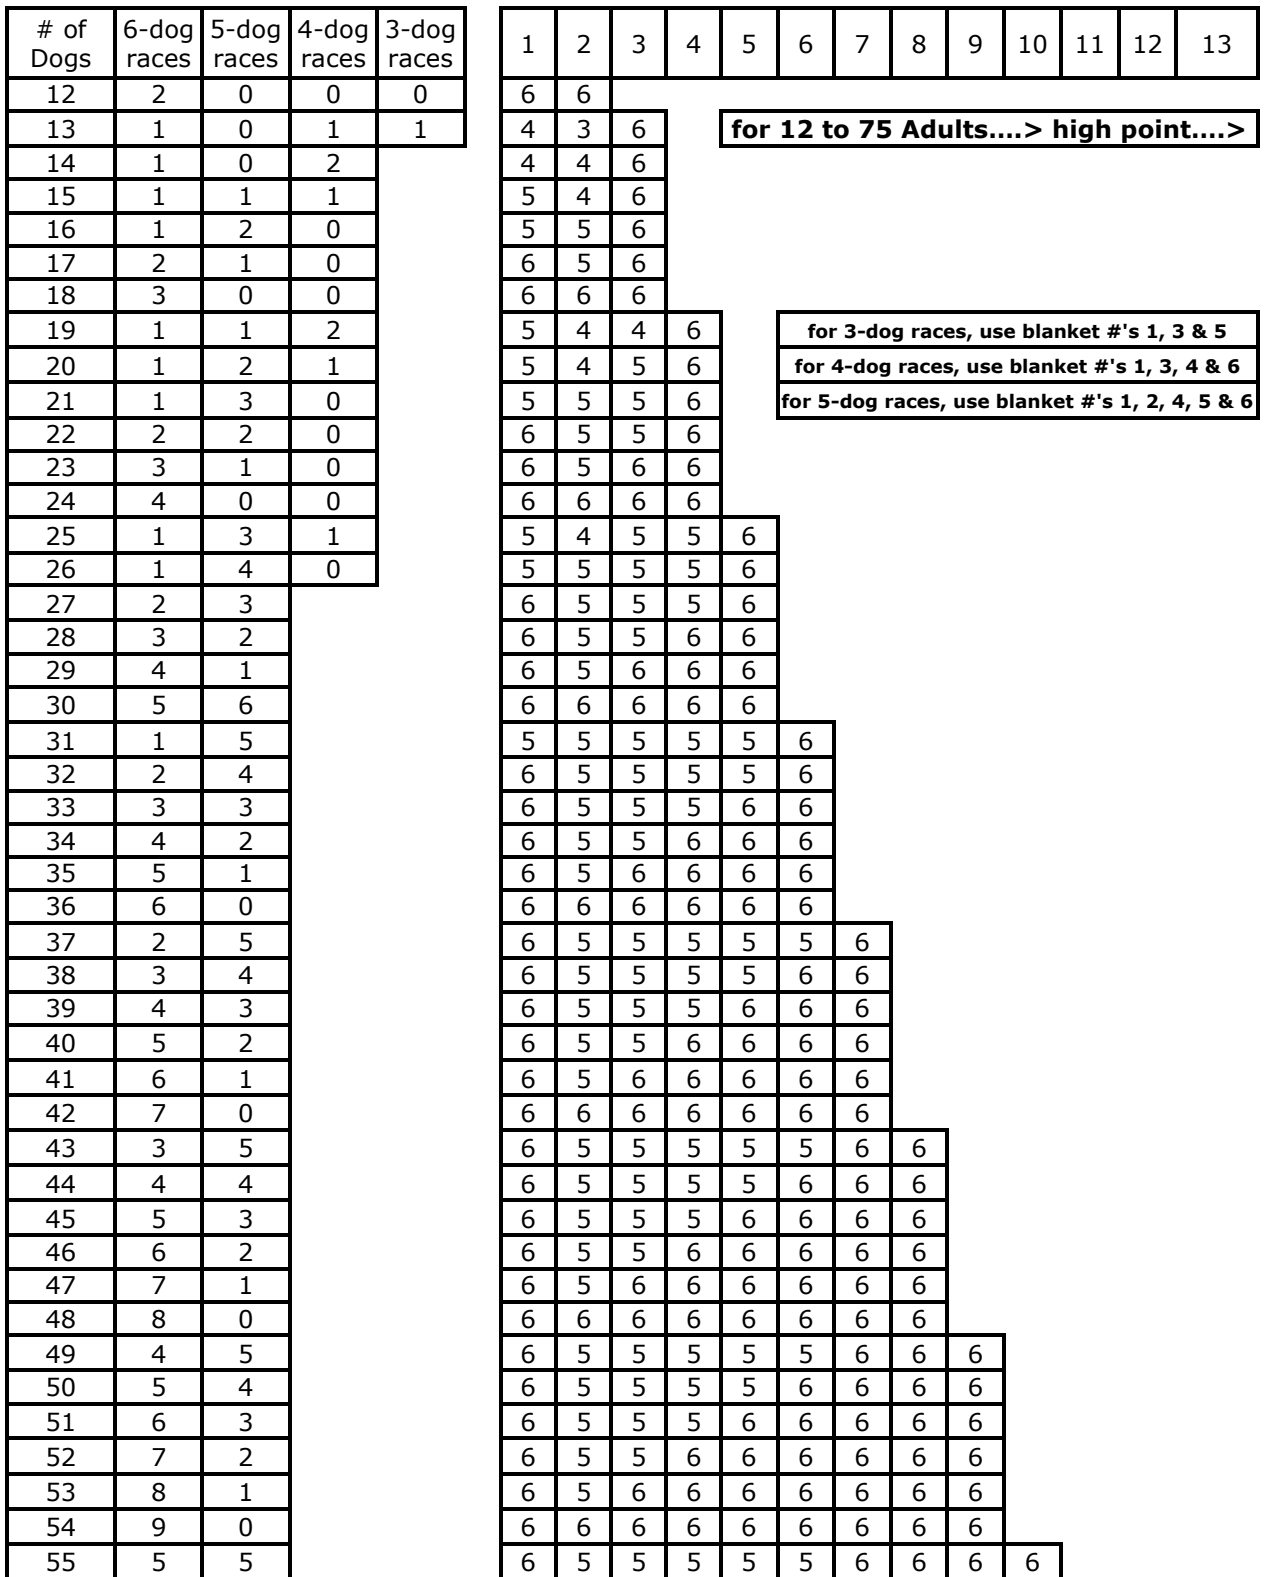 # of Dogs 6-dog races 5-dog races 4-dog races 3-dog races 1 2 3 4 5 6 7 8 9 10 11 12 13
12 2 0 0 0 6 6
13 1 0 1 1 4 3 6 for 12 to 75 Adults....> high point....>
14 1 0 2 4 4 6
15 1 1 1 5 4 6
16 1 2 0 5 5 6
17 2 1 0 6 5 6
18 3 0 0 6 6 6
19 1 1 2 5 4 4 6 for 3-dog races, use blanket #'s 1, 3 & 5
20 1 2 1 5 4 5 6 for 4-dog races, use blanket #'s 1, 3, 4 & 6
21 1 3 0 5 5 5 6 for 5-dog races, use blanket #'s 1, 2, 4, 5 & 6
22 2 2 0 6 5 5 6
23 3 1 0 6 5 6 6
24 4 0 0 6 6 6 6
25 1 3 1 5 4 5 5 6
26 1 4 0 5 5 5 5 6
27 2 3 6 5 5 5 6
28 3 2 6 5 5 6 6
29 4 1 6 5 6 6 6
30 5 6 6 6 6 6 6
31 1 5 5 5 5 5 5 6
32 2 4 6 5 5 5 5 6
33 3 3 6 5 5 5 6 6
34 4 2 6 5 5 6 6 6
35 5 1 6 5 6 6 6 6
36 6 0 6 6 6 6 6 6
37 2 5 6 5 5 5 5 5 6
38 3 4 6 5 5 5 5 6 6
39 4 3 6 5 5 5 6 6 6
40 5 2 6 5 5 6 6 6 6
41 6 1 6 5 6 6 6 6 6
42 7 0 6 6 6 6 6 6 6
43 3 5 6 5 5 5 5 5 6 6
44 4 4 6 5 5 5 5 6 6 6
45 5 3 6 5 5 5 6 6 6 6
46 6 2 6 5 5 6 6 6 6 6
47 7 1 6 5 6 6 6 6 6 6
48 8 0 6 6 6 6 6 6 6 6
49 4 5 6 5 5 5 5 5 6 6 6
50 5 4 6 5 5 5 5 6 6 6 6
51 6 3 6 5 5 5 6 6 6 6 6
52 7 2 6 5 5 6 6 6 6 6 6
53 8 1 6 5 6 6 6 6 6 6 6
54 9 0 6 6 6 6 6 6 6 6 6
55 5 5 6 5 5 5 5 5 6 6 6 6